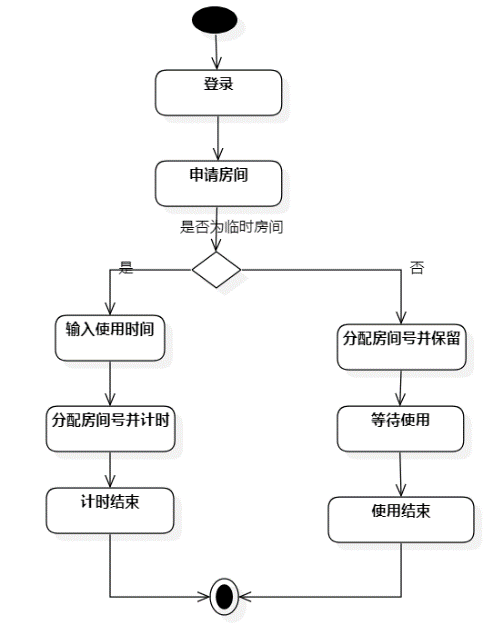 登录
申请房间
是否为临时房间
是
否
输入使用时间
分配房间号并保留
分配房间号并计时
等待使用
计时结束
使用结束